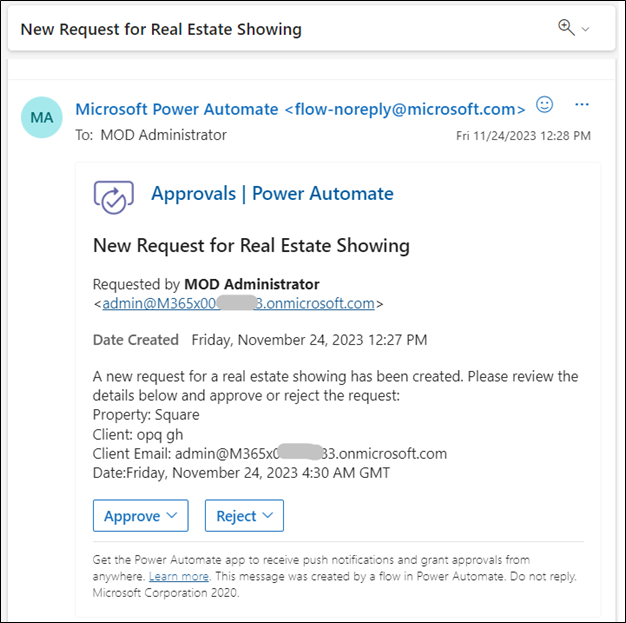 New Request for Real Estate Showing
MA
Microsoft Power Automate <flow-noreply@microsoft.com>
To: MOD Administrator
Fri 11/24/2023 12:28 PM
Approvals | Power Automate
New Request for Real Estate Showing
Requested by MOD Administrator
<admin@M365x00 3.onmicrosoft.com>
Date Created Friday, November 24, 2023 12:27 PM
A new request for a real estate showing has been created. Please review the
details below and approve or reject the request:
Property: Square
Client: opq gh
Client Email: admin@M365x0 33.onmicrosoft.com
Date:Friday, November 24, 2023 4:30 AM GMT
Approve
Reject
Get the Power Automate app to receive push notifications and grant approvals from
anywhere. Learn more. This message was created by a flow in Power Automate. Do not reply.
Microsoft Corporation 2020.